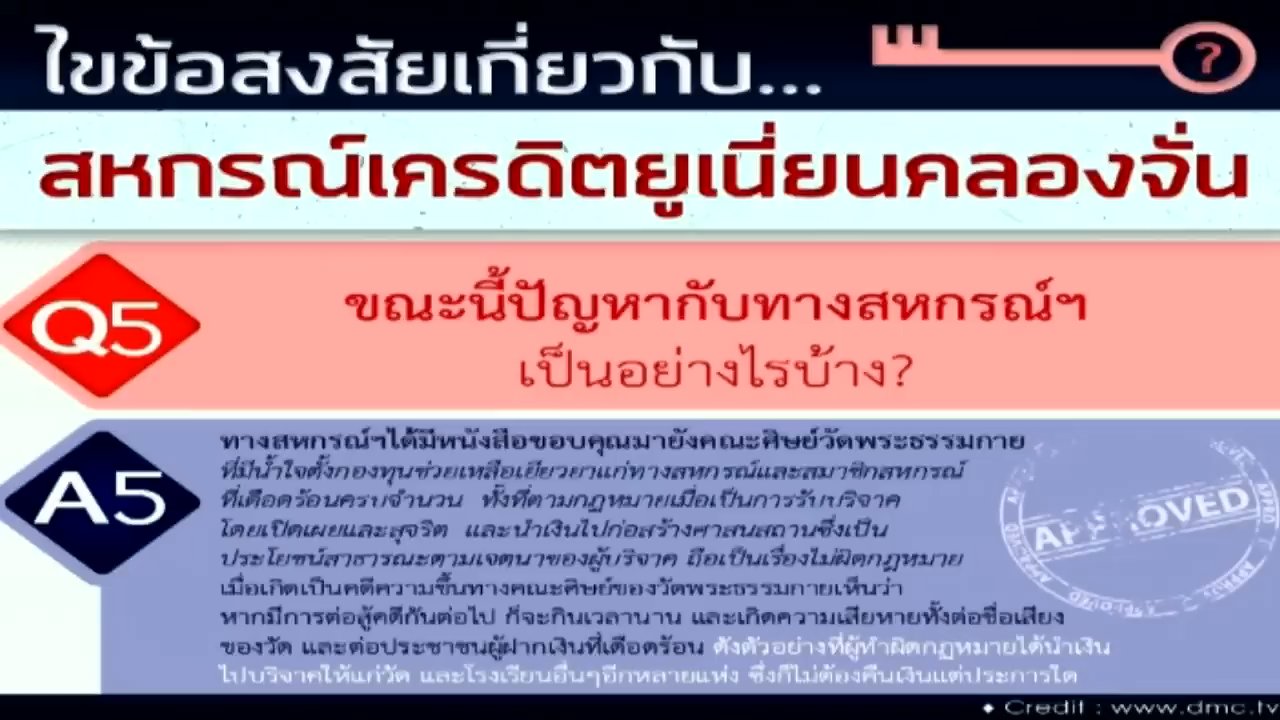 ไขข้อสงสัยเกี่ยวกับ...
?
สหกรณ์เครดิตยูเนี่ยนคลองจั่น
Q5
ขณะนี้ปัญหากับทางสหกรณ์ฯ
เป็นอย่างไรบ้าง?
A5
ทางสหกรณ์ฯได้มีหนังสือขอบคุณมายังคณะศิษย์วัดพระธรรมกาย
ที่มีน้ำใจตั้งกองทุนช่วยเหลือเยียวยาแก่ทางสหกรณ์และสมาชิกสหกรณ์
ที่เดือดร้อนครบจำนวน ทั้งที่ตามกฎหมายเมื่อเป็นการรับบริจาค
โดยเปิดเผยและสุจริต และนำเงินไปก่อสร้างศาสนสถานซึ่งเป็น
ประโยชน์สาธารณะตามเจตนาของผู้บริจาค ถือเป็นเรื่องไม่ผิดกฎหมาย
เมื่อเกิดเป็นคดีความขึ้นทางคณะศิษย์ของวัดพระธรรมกายเห็นว่า
หากมีการต่อสู้คดีกันต่อไป ก็จะกินเวลานาน และเกิดความเสียหายทั้งต่อชื่อเสียง
ของวัด และต่อประชาชนผู้ฝากเงินที่เดือดร้อน ดังตัวอย่างที่ผู้ทำผิดกฎหมายได้นำเงิน
ไปบริจาคให้แก่วัด และโรงเรียนอื่นๆอีกหลายแห่ง ซึ่งก็ไม่ต้องคืนเงินแต่ประการใด
APPROVED
◆ Credit : www.dmc.tv